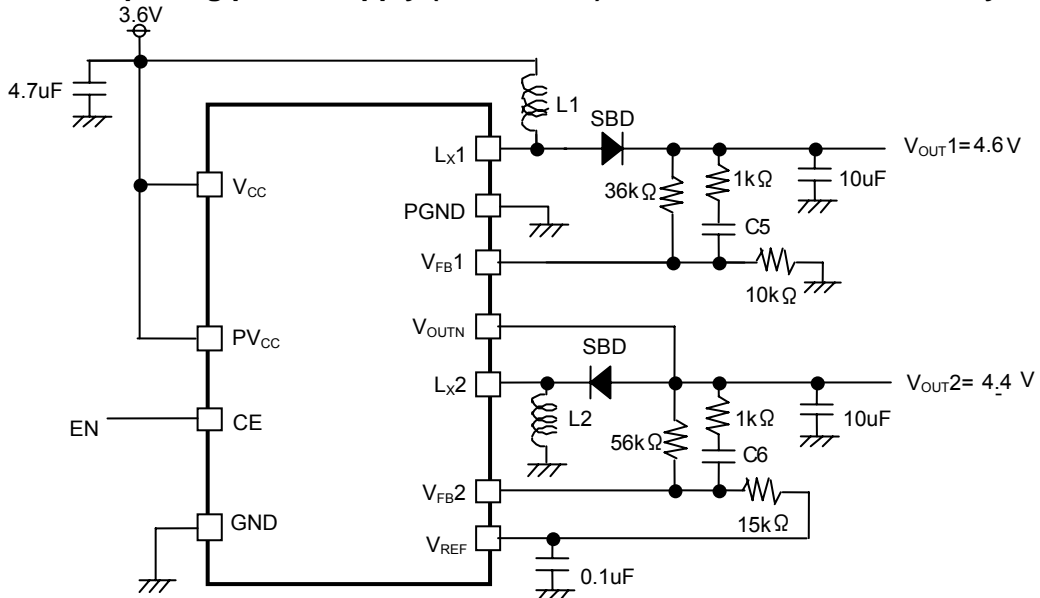 3.6V
4.7uF
L1
SBD
LX1
VOUT1=4.6 V
VCC
36kΩ
1kΩ
10uF
PGND
C5
VFB1
10kΩ
VOUTN
PVCC
SBD
LX2
VOUT2= 4.4 V
L2
1kΩ
10uF
EN
CE
56kΩ
C6
VFB2
GND
15kΩ
VREF
0.1uF